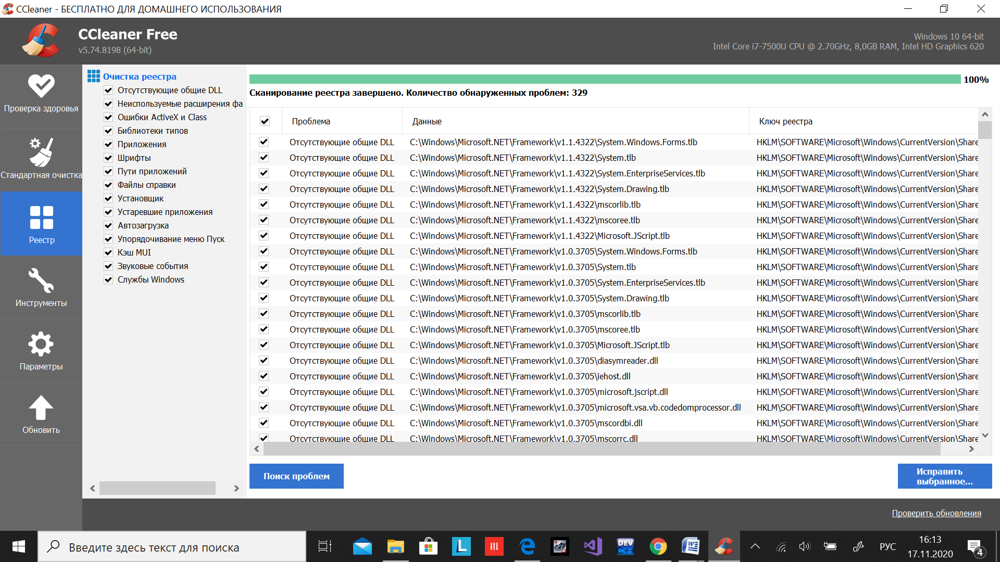 CCleaner - БЕСПЛАТНО ДЛЯ ДОМАШНЕГО ИСПОЛЬЗОВАНИЯ
CCleaner Free
v5.74.8198 (64-bit)
Windows 10 64-bit
Intel Core i7-7500U CPU @ 2.70GHz, 8,0GB RAM, Intel HD Graphics 620
Проверка здоровья
Стандартная очистка
Реестр
Инструменты
Параметры
Обновить
Очистка реестра
Отсутствующие общие DLL
Неиспользуемые расширения фа
Ошибки ActiveX и Class
Библиотеки типов
Приложения
Шрифты
Пути приложений
Файлы справки
Установщик
Устаревшие приложения
Автозагрузка
Упорядочивание меню Пуск
Кэш MUI
Звуковые события
Службы Windows
100%
Сканирование реестра завершено. Количество обнаруженных проблем: 329
Проблема Данные Ключ реестра
Отсутствующие общие DLL C:\Windows\Microsoft.NET\Framework\v1.1.4322\System.Windows.Forms.tlb HKLM\SOFTWARE\Microsoft\Windows\CurrentVersion\Share
Отсутствующие общие DLL C:\Windows\Microsoft.NET\Framework\v1.1.4322\System.tlb HKLM\SOFTWARE\Microsoft\Windows\CurrentVersion\Share
Отсутствующие общие DLL C:\Windows\Microsoft.NET\Framework\v1.1.4322\System.EnterpriseServices.tlb HKLM\SOFTWARE\Microsoft\Windows\CurrentVersion\Share
Отсутствующие общие DLL C:\Windows\Microsoft.NET\Framework\v1.1.4322\System.Drawing.tlb HKLM\SOFTWARE\Microsoft\Windows\CurrentVersion\Share
Отсутствующие общие DLL C:\Windows\Microsoft.NET\Framework\v1.1.4322\mscorlib.tlb HKLM\SOFTWARE\Microsoft\Windows\CurrentVersion\Share
Отсутствующие общие DLL C:\Windows\Microsoft.NET\Framework\v1.1.4322\mscoree.tlb HKLM\SOFTWARE\Microsoft\Windows\CurrentVersion\Share
Отсутствующие общие DLL C:\Windows\Microsoft.NET\Framework\v1.1.4322\Microsoft.JScript.tlb HKLM\SOFTWARE\Microsoft\Windows\CurrentVersion\Share
Отсутствующие общие DLL C:\Windows\Microsoft.NET\Framework\v1.0.3705\System.Windows.Forms.tlb HKLM\SOFTWARE\Microsoft\Windows\CurrentVersion\Share
Отсутствующие общие DLL C:\Windows\Microsoft.NET\Framework\v1.0.3705\System.tlb HKLM\SOFTWARE\Microsoft\Windows\CurrentVersion\Share
Отсутствующие общие DLL C:\Windows\Microsoft.NET\Framework\v1.0.3705\System.EnterpriseServices.tlb HKLM\SOFTWARE\Microsoft\Windows\CurrentVersion\Share
Отсутствующие общие DLL C:\Windows\Microsoft.NET\Framework\v1.0.3705\System.Drawing.tlb HKLM\SOFTWARE\Microsoft\Windows\CurrentVersion\Share
Отсутствующие общие DLL C:\Windows\Microsoft.NET\Framework\v1.0.3705\mscorlib.tlb HKLM\SOFTWARE\Microsoft\Windows\CurrentVersion\Share
Отсутствующие общие DLL C:\Windows\Microsoft.NET\Framework\v1.0.3705\mscoree.tlb HKLM\SOFTWARE\Microsoft\Windows\CurrentVersion\Share
Отсутствующие общие DLL C:\Windows\Microsoft.NET\Framework\v1.0.3705\Microsoft.JScript.tlb HKLM\SOFTWARE\Microsoft\Windows\CurrentVersion\Share
Отсутствующие общие DLL C:\Windows\Microsoft.NET\Framework\v1.0.3705\diasymreader.dll HKLM\SOFTWARE\Microsoft\Windows\CurrentVersion\Share
Отсутствующие общие DLL C:\Windows\Microsoft.NET\Framework\v1.0.3705\iehost.dll HKLM\SOFTWARE\Microsoft\Windows\CurrentVersion\Share
Отсутствующие общие DLL C:\Windows\Microsoft.NET\Framework\v1.0.3705\microsoft.jscript.dll HKLM\SOFTWARE\Microsoft\Windows\CurrentVersion\Share
Отсутствующие общие DLL C:\Windows\Microsoft.NET\Framework\v1.0.3705\microsoft.vsa.vb.codedomprocessor.dll HKLM\SOFTWARE\Microsoft\Windows\CurrentVersion\Share
Отсутствующие общие DLL C:\Windows\Microsoft.NET\Framework\v1.0.3705\mscordbi.dll HKLM\SOFTWARE\Microsoft\Windows\CurrentVersion\Share
Отсутствующие общие DLL C:\Windows\Microsoft.NET\Framework\v1.0.3705\mscorrc.dll HKLM\SOFTWARE\Microsoft\Windows\CurrentVersion\Share
Поиск проблем
Исправить
выбранное...
Проверить обновления
Введите здесь текст для поиска
L
DEV
C++
W
РУС
16:13
17.11.2020
4